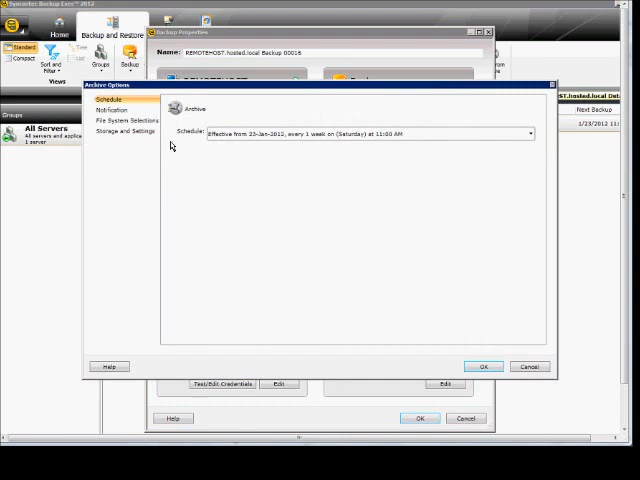 Symantec Backup Exec™ 2012
Home
Backup and Restore
Standard
Compact
Sort and Filter
Tree
List
Groups
Backup
Views
Groups
All Servers
All servers and applica
1 server
Backup Properties
Name: REMOTEHOST.hosted.local Backup 00016
Archive Options
Schedule
Notification
File System Selections
Storage and Settings
Archive
Schedule: Effective from 23-Jan-2012, every 1 week on (Saturday) at 11:00 AM
Help
OK
Cancel
Test/Edit Credentials
Edit
Edit
Help
OK
Cancel
ST.hosted.local Det
Next Backup
1/23/2012 11: